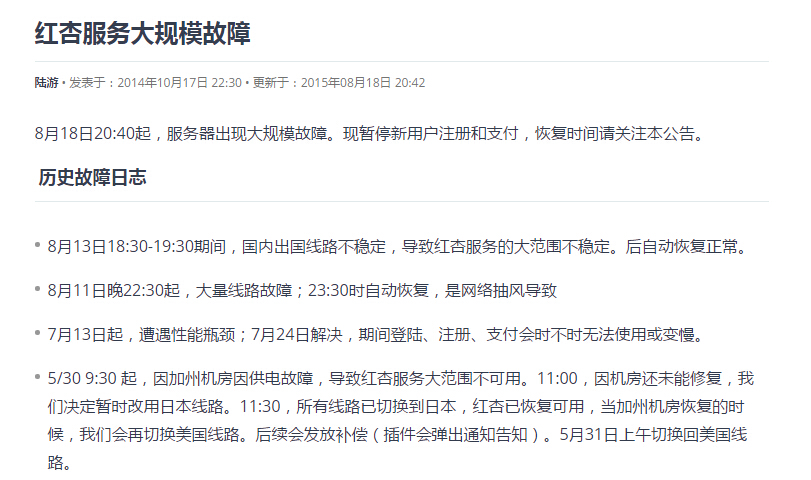 红杏服务大规模故障
陆游 • 发表于：2014年10月17日 22:30 • 更新于：2015年08月18日 20:42
8月18日20:40起，服务器出现大规模故障。现暂停新用户注册和支付，恢复时间请关注本公告。
历史故障日志
• 8月13日18:30-19:30期间，国内出国线路不稳定，导致红杏服务的大范围不稳定。后自动恢复正常。
• 8月11日晚22:30起，大量线路故障；23:30时自动恢复，是网络抽风导致
• 7月13日起，遭遇性能瓶颈；7月24日解决，期间登陆、注册、支付会时不时无法使用或变慢。
• 5/30 9:30 起，因加州机房因供电故障，导致红杏服务大范围不可用。11:00，因机房还未能修复，我
们决定暂时改用日本线路。11:30，所有线路已切换到日本，红杏已恢复可用，当加州机房恢复的时
候，我们会再切换美国线路。后续会发放补偿（插件会弹出通知告知）。5月31日上午切换回美国线
路。